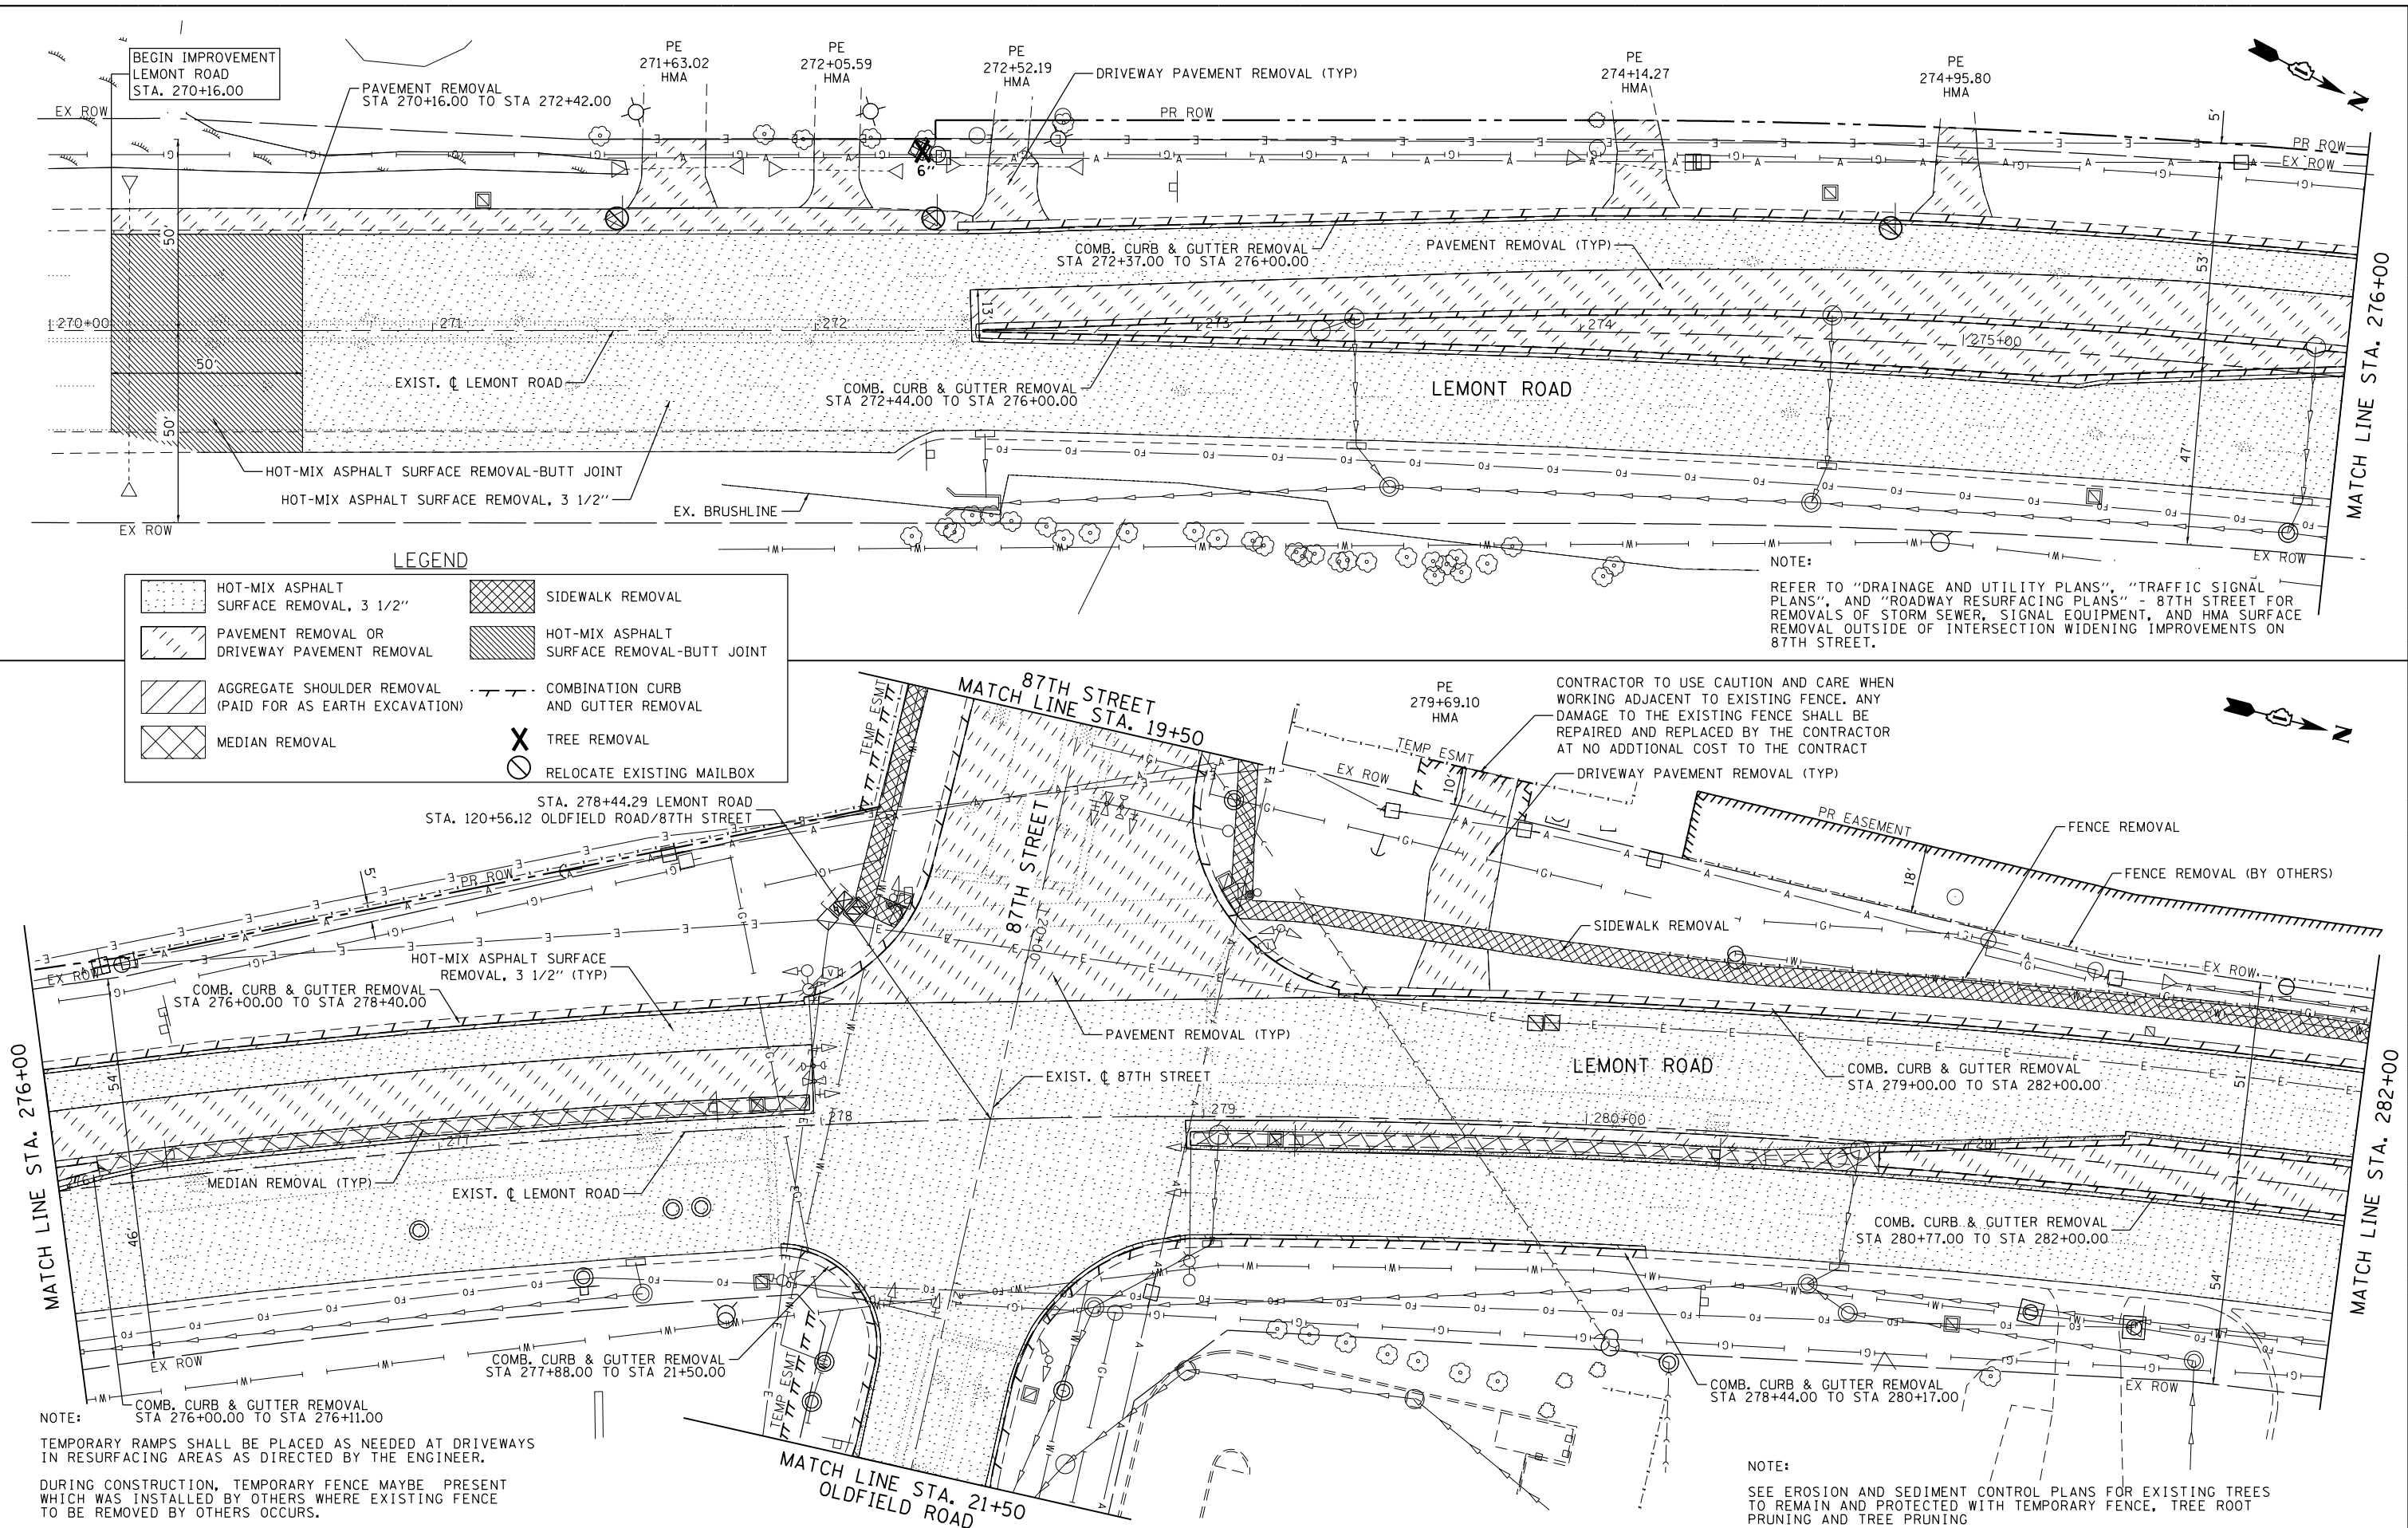 BEGIN IMPROVEMENT
LEMONT ROAD
STA. 270+16.00
PAVEMENT REMOVAL
STA 270+16.00 TO STA 272+42.00
PE
271+63.02
HMA
PE
272+05.59
HMA
PE
272+52.19
HMA
DRIVEWAY PAVEMENT REMOVAL (TYP)
PE
274+14.27
HMA
PE
274+95.80
HMA
N
EX ROW
PR ROW
5'
PR ROW
EX ROW
6"
50'
50'
50'
13'
53'
47'
COMB. CURB & GUTTER REMOVAL
STA 272+37.00 TO STA 276+00.00
PAVEMENT REMOVAL (TYP)
270+00
271
272
273
274
275+00
EXIST. ℄ LEMONT ROAD
COMB. CURB & GUTTER REMOVAL
STA 272+44.00 TO STA 276+00.00
LEMONT ROAD
MATCH LINE STA. 276+00
HOT-MIX ASPHALT SURFACE REMOVAL-BUTT JOINT
HOT-MIX ASPHALT SURFACE REMOVAL, 3 1/2"
EX. BRUSHLINE
EX ROW
EX ROW
NOTE:
REFER TO "DRAINAGE AND UTILITY PLANS", "TRAFFIC SIGNAL
PLANS", AND "ROADWAY RESURFACING PLANS" - 87TH STREET FOR
REMOVALS OF STORM SEWER, SIGNAL EQUIPMENT, AND HMA SURFACE
REMOVAL OUTSIDE OF INTERSECTION WIDENING IMPROVEMENTS ON
87TH STREET.
LEGEND
HOT-MIX ASPHALT
SURFACE REMOVAL, 3 1/2"
SIDEWALK REMOVAL
PAVEMENT REMOVAL OR
DRIVEWAY PAVEMENT REMOVAL
HOT-MIX ASPHALT
SURFACE REMOVAL-BUTT JOINT
AGGREGATE SHOULDER REMOVAL
(PAID FOR AS EARTH EXCAVATION)
COMBINATION CURB
AND GUTTER REMOVAL
MEDIAN REMOVAL
TREE REMOVAL
RELOCATE EXISTING MAILBOX
87TH STREET
MATCH LINE STA. 19+50
TEMP ESMT
PE
279+69.10
HMA
CONTRACTOR TO USE CAUTION AND CARE WHEN
WORKING ADJACENT TO EXISTING FENCE. ANY
DAMAGE TO THE EXISTING FENCE SHALL BE
REPAIRED AND REPLACED BY THE CONTRACTOR
AT NO ADDTIONAL COST TO THE CONTRACT
N
TEMP ESMT
EX ROW
10'
DRIVEWAY PAVEMENT REMOVAL (TYP)
PR EASEMENT
FENCE REMOVAL
18'
FENCE REMOVAL (BY OTHERS)
STA. 278+44.29 LEMONT ROAD
STA. 120+56.12 OLDFIELD ROAD/87TH STREET
5'
PR ROW
87TH STREET
20+00
SIDEWALK REMOVAL
EX ROW
EX ROW
HOT-MIX ASPHALT SURFACE
REMOVAL, 3 1/2" (TYP)
COMB. CURB & GUTTER REMOVAL
STA 276+00.00 TO STA 278+40.00
PAVEMENT REMOVAL (TYP)
EXIST. ℄ 87TH STREET
LEMONT ROAD
COMB. CURB & GUTTER REMOVAL
STA 279+00.00 TO STA 282+00.00
54'
51'
MATCH LINE STA. 276+00
MATCH LINE STA. 282+00
277
278
279
280+00
281
MEDIAN REMOVAL (TYP)
EXIST. ℄ LEMONT ROAD
46'
54'
COMB. CURB & GUTTER REMOVAL
STA 280+77.00 TO STA 282+00.00
121
EX ROW
COMB. CURB & GUTTER REMOVAL
STA 277+88.00 TO STA 21+50.00
TEMP ESMT
COMB. CURB & GUTTER REMOVAL
STA 278+44.00 TO STA 280+17.00
EX ROW
COMB. CURB & GUTTER REMOVAL
STA 276+00.00 TO STA 276+11.00
NOTE:
TEMPORARY RAMPS SHALL BE PLACED AS NEEDED AT DRIVEWAYS
IN RESURFACING AREAS AS DIRECTED BY THE ENGINEER.
DURING CONSTRUCTION, TEMPORARY FENCE MAYBE PRESENT
WHICH WAS INSTALLED BY OTHERS WHERE EXISTING FENCE
TO BE REMOVED BY OTHERS OCCURS.
MATCH LINE STA. 21+50
OLDFIELD ROAD
NOTE:
SEE EROSION AND SEDIMENT CONTROL PLANS FOR EXISTING TREES
TO REMAIN AND PROTECTED WITH TEMPORARY FENCE, TREE ROOT
PRUNING AND TREE PRUNING